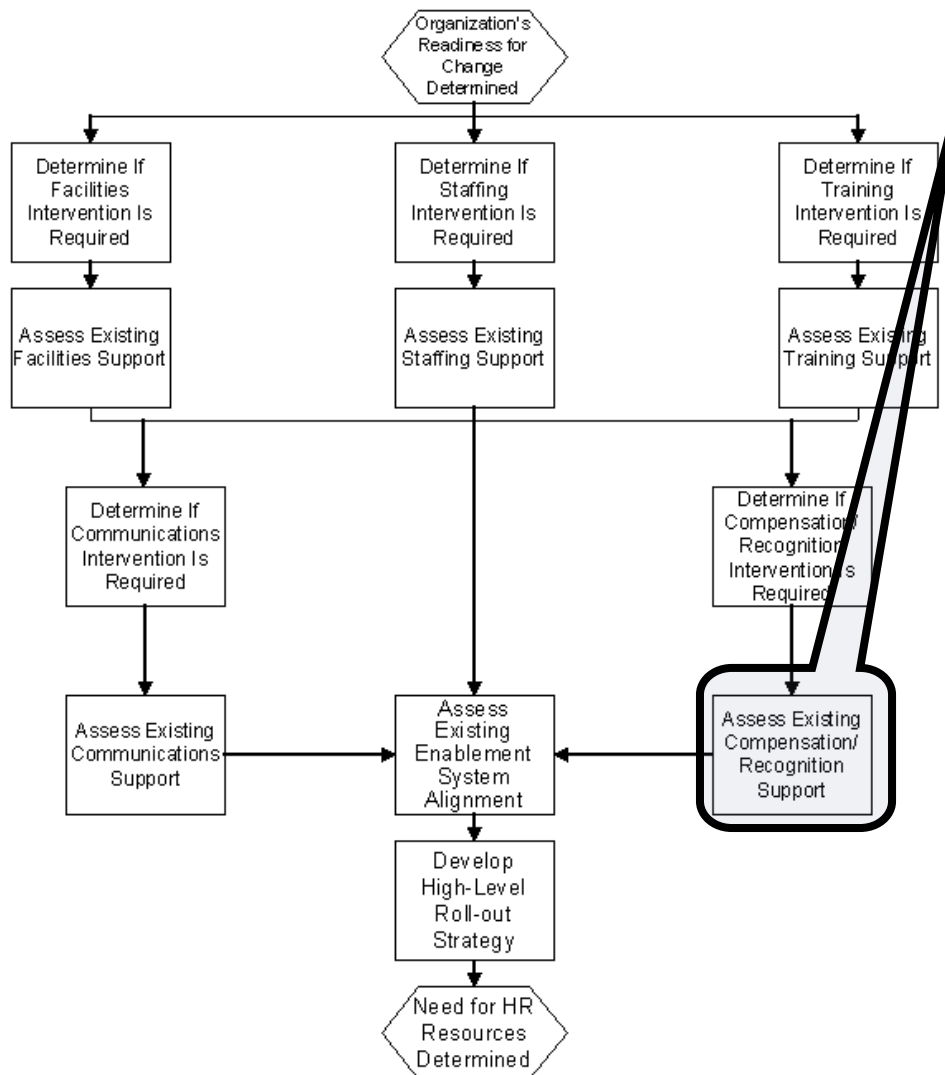 Organization's
Readiness for
Change
Determined
Determine If
Facilities
Intervention Is
Required
Determine If
Staffing
Intervention Is
Required
Determine If
Training
Intervention Is
Required
Assess Existing
Facilities Support
Assess Existing
Staffing Support
Assess Existing
Training Support
Determine If
Communications
Intervention Is
Required
Determine If
Compensation/
Recognition
Intervention Is
Required
Assess Existing
Communications
Support
Assess
Existing
Enablement
System
Alignment
Assess Existing
Compensation/
Recognition
Support
Develop
High-Level
Roll-out
Strategy
Need for HR
Resources
Determined